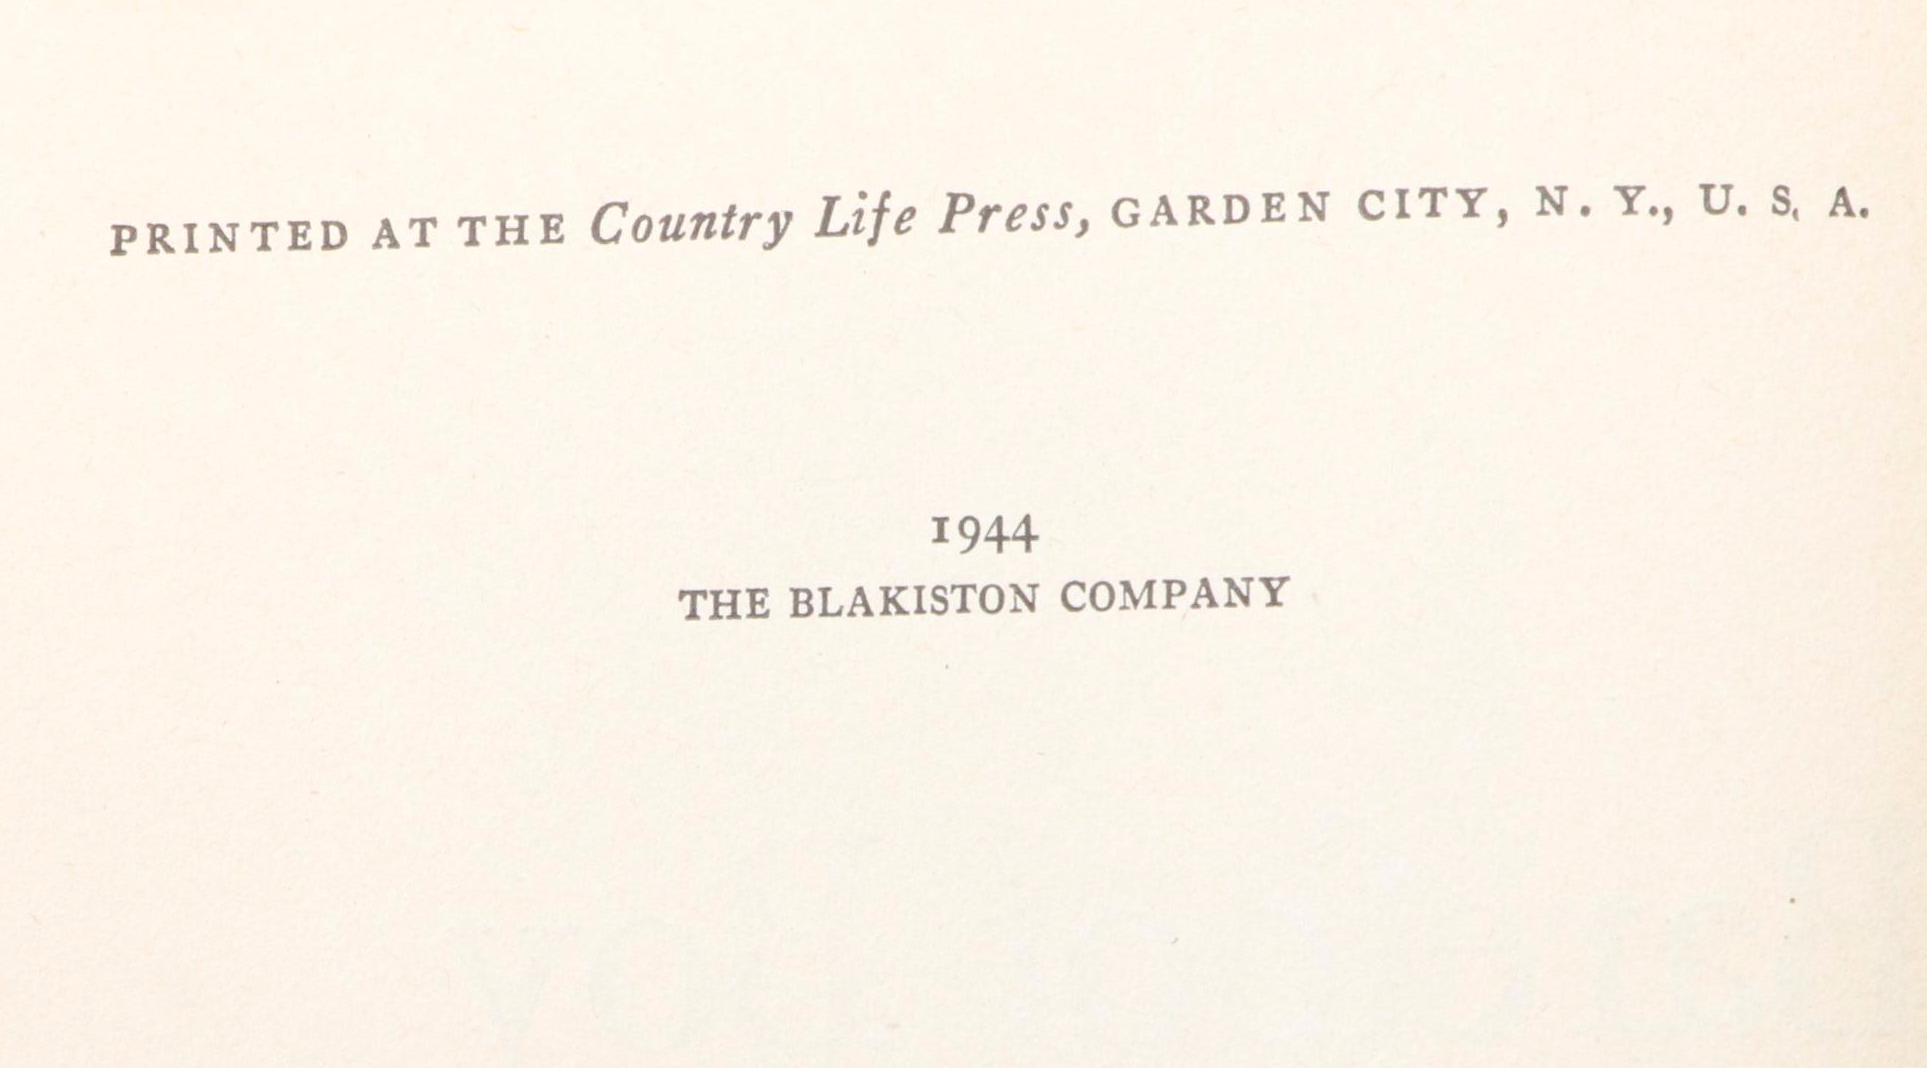 PRINTED AT THE Country Life Press, GARDEN CITY, N. Y., U. S. A.
1944
THE BLAKISTON COMPANY